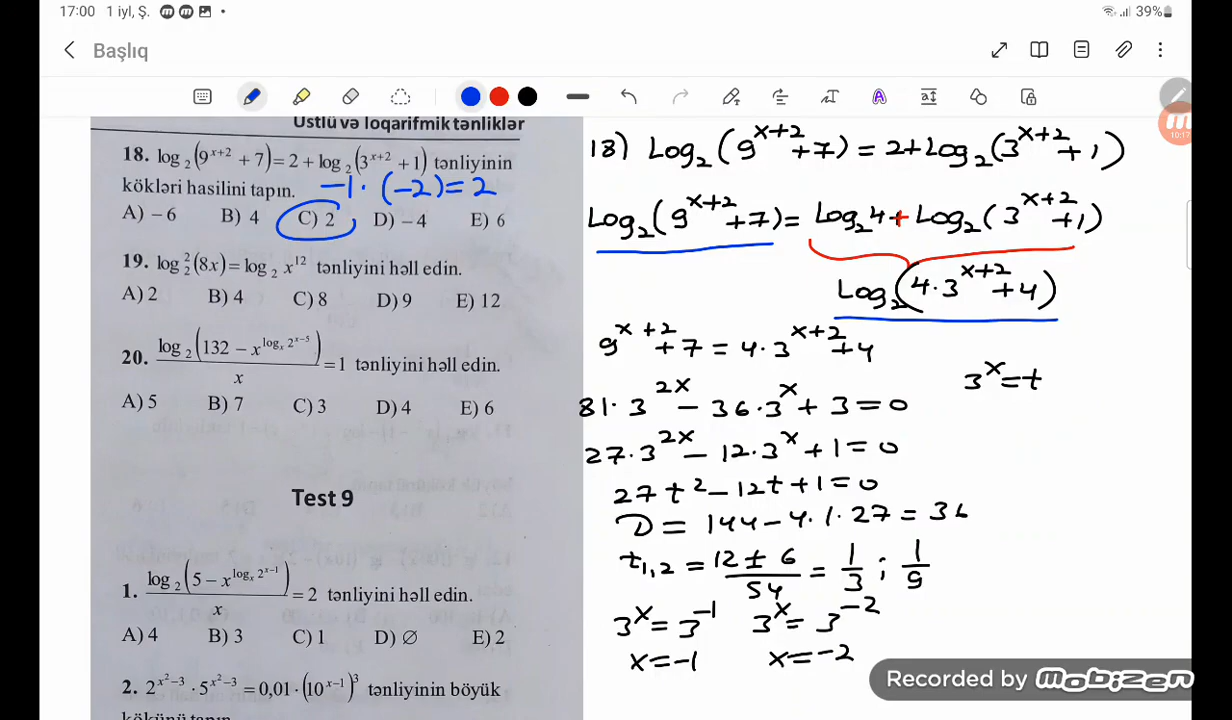 17:00 1 iyl, Ş.
39%
Başlıq
10:17
Üstlü və loqarifmik tənliklər
18. log₂(9^(x+2) + 7) = 2 + log₂(3^(x+2) + 1) tənliyinin
kökləri hasilini tapın. −1 · (−2) = 2
A) − 6 B) 4 C) 2 D) − 4 E) 6
19. log₂²(8x) = log₂ x¹² tənliyini həll edin.
A) 2 B) 4 C) 8 D) 9 E) 12
20. log₂(132 − x^(logₓ 2^(x−5))) / x = 1 tənliyini həll edin.
A) 5 B) 7 C) 3 D) 4 E) 6
Test 9
1. log₂(5 − x^(logₓ 2^(x−1))) / x = 2 tənliyini həll edin.
A) 4 B) 3 C) 1 D) ∅ E) 2
2. 2^(x²−3) · 5^(x²−3) = 0,01 · (10^(x−1))³ tənliyinin böyük
kökünü tapın.
18) Log₂(9^(x+2) + 7) = 2 + Log₂(3^(x+2) + 1)
Log₂(9^(x+2) + 7) = Log₂4 + Log₂(3^(x+2) + 1)
Log₂(4 · 3^(x+2) + 4)
9^(x+2) + 7 = 4 · 3^(x+2) + 4
3^x = t
81 · 3^(2x) − 36 · 3^x + 3 = 0
27 · 3^(2x) − 12 · 3^x + 1 = 0
27t² − 12t + 1 = 0
D = 144 − 4 · 1 · 27 = 36
t₁,₂ = (12 ± 6)/54 = 1/3 ; 1/9
3^x = 3^(−1) 3^x = 3^(−2)
x = −1 x = −2
Recorded by mobizen